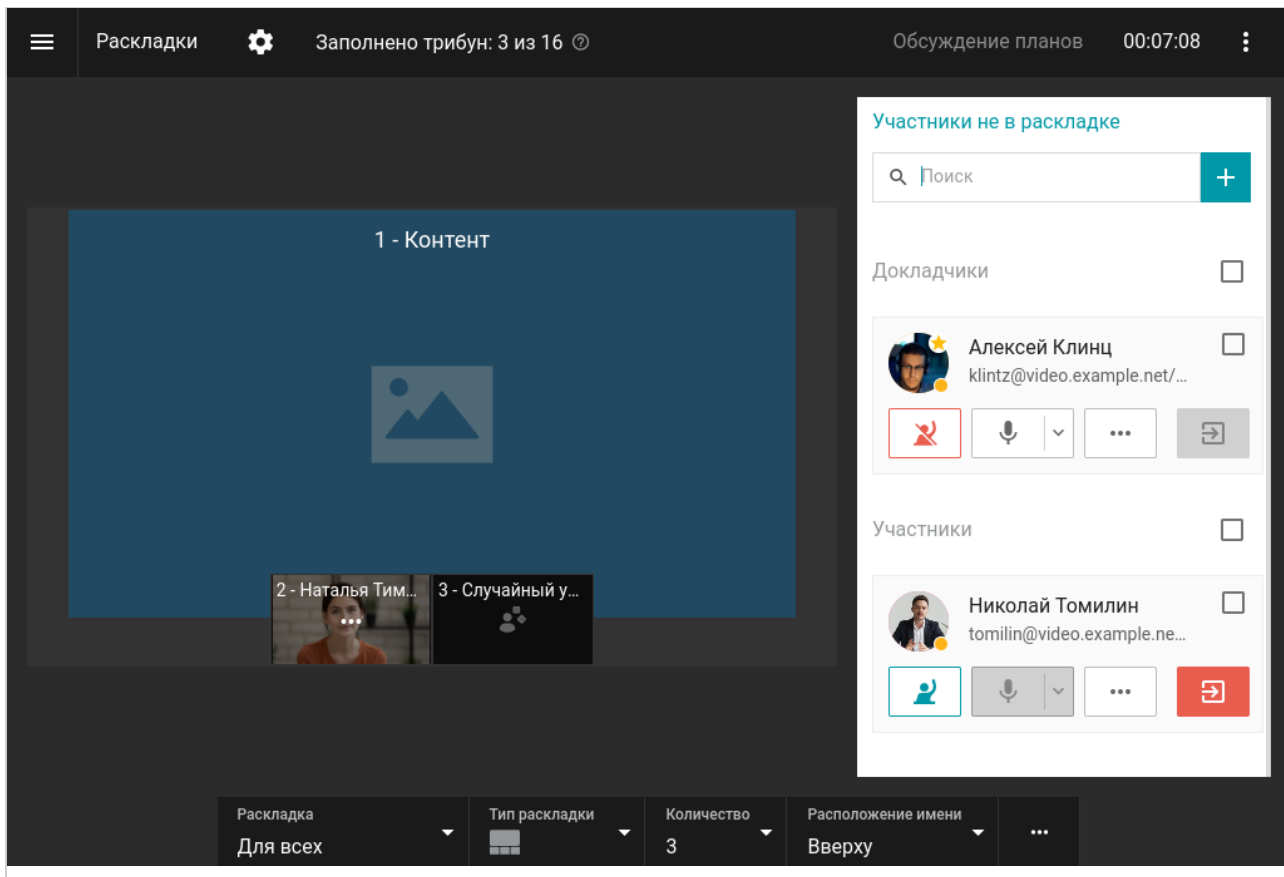 Раскладки
Заполнено трибун: 3 из 16
Обсуждение планов
00:07:08
Участники не в раскладке
Поиск
1 - Контент
Докладчики
Алексей Клинц
klintz@video.example.net/...
Участники
2 - Наталья Тим...
3 - Случайный у...
Николай Томилин
tomilin@video.example.ne...
Раскладка
Для всех
Тип раскладки
Количество
3
Расположение имени
Вверху